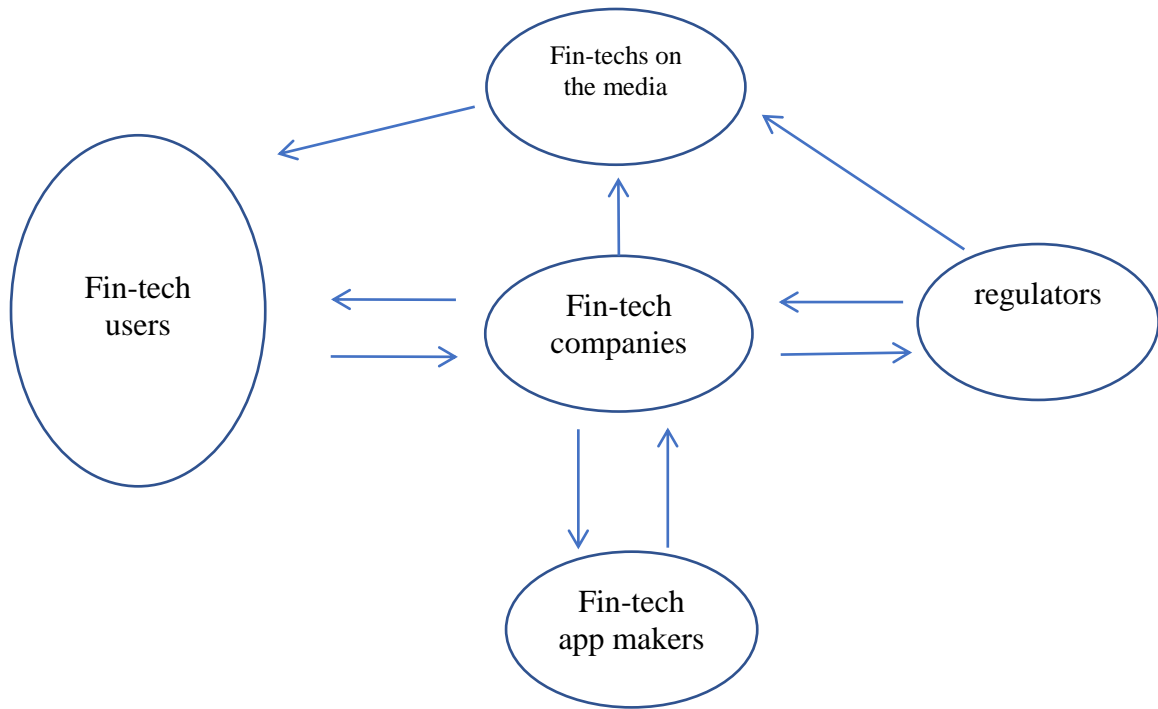 Fin-techs on
the media
Fin-tech
users
Fin-tech
companies
regulators
Fin-tech
app makers